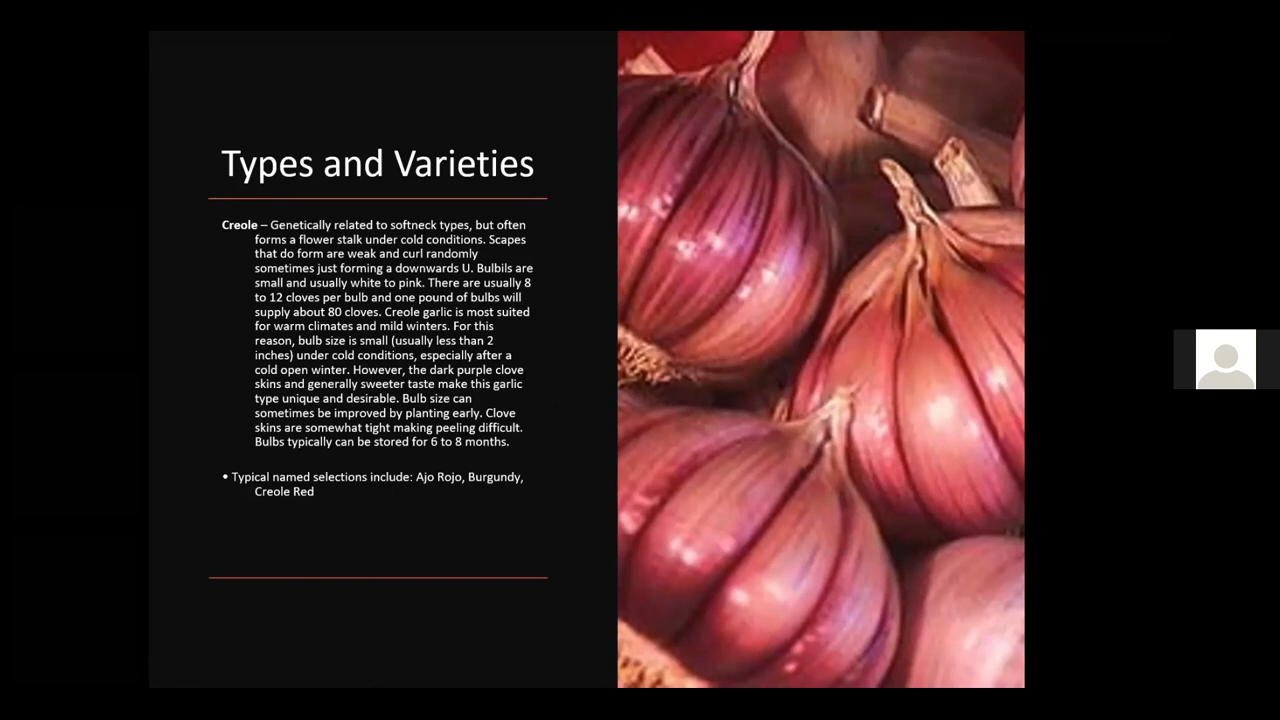 Types and Varieties
Creole – Genetically related to softneck types, but often
forms a flower stalk under cold conditions. Scapes
that do form are weak and curl randomly
sometimes just forming a downwards U. Bulbils are
small and usually white to pink. There are usually 8
to 12 cloves per bulb and one pound of bulbs will
supply about 80 cloves. Creole garlic is most suited
for warm climates and mild winters. For this
reason, bulb size is small (usually less than 2
inches) under cold conditions, especially after a
cold open winter. However, the dark purple clove
skins and generally sweeter taste make this garlic
type unique and desirable. Bulb size can
sometimes be improved by planting early. Clove
skins are somewhat tight making peeling difficult.
Bulbs typically can be stored for 6 to 8 months.
• Typical named selections include: Ajo Rojo, Burgundy,
Creole Red